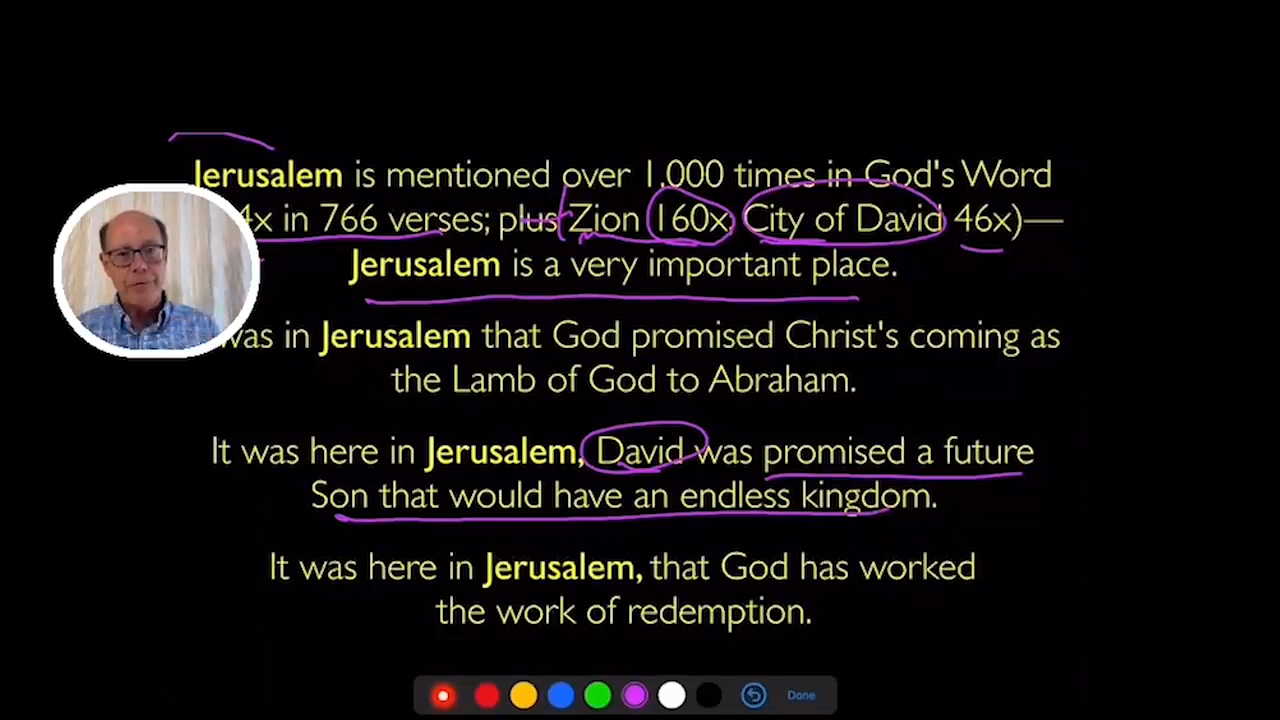 Jerusalem is mentioned over 1,000 times in God's Word
4x in 766 verses; plus Zion 160x, City of David 46x)—
Jerusalem is a very important place.
was in Jerusalem that God promised Christ's coming as
the Lamb of God to Abraham.
It was here in Jerusalem, David was promised a future
Son that would have an endless kingdom.
It was here in Jerusalem, that God has worked
the work of redemption.
Done